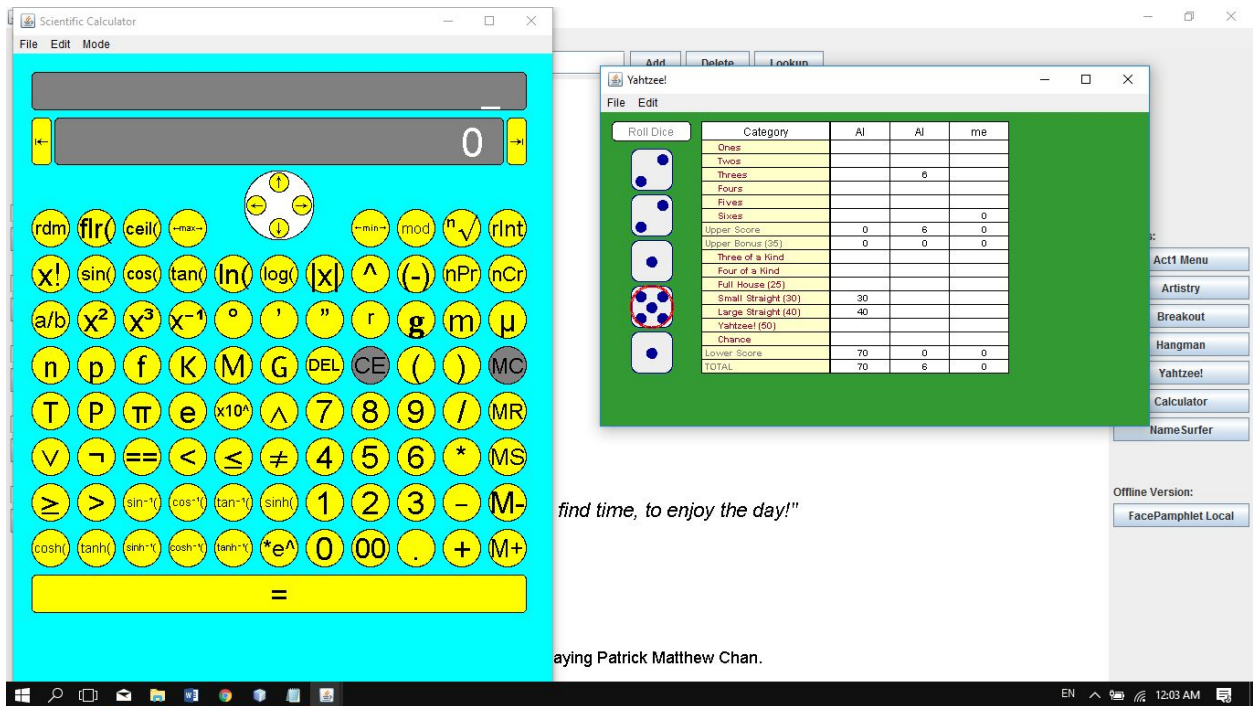 Scientific Calculator
File Edit Mode
_
0
rdm flr( ceil( ←max→ ←min→ mod ⁿ√ rInt
x! sin( cos( tan( ln( log( |x| ^ (-) nPr nCr
a/b x² x³ x⁻¹ ° ' " r g m µ
n p f K M G DEL CE ( ) MC
T P π e x10^ ∧ 7 8 9 / MR
∨ ¬ == < ≤ ≠ 4 5 6 * MS
≥ > sin⁻¹( cos⁻¹( tan⁻¹( sinh( 1 2 3 − M-
cosh( tanh( sinh⁻¹( cosh⁻¹( tanh⁻¹( *e^ 0 00 . + M+
=
Add Delete Lookup
Yahtzee!
File Edit
Roll Dice
Category AI AI me
Ones
Twos
Threes 6
Fours
Fives
Sixes 0
Upper Score 0 6 0
Upper Bonus (35) 0 0 0
Three of a Kind
Four of a Kind
Full House (25)
Small Straight (30) 30
Large Straight (40) 40
Yahtzee! (50)
Chance
Lower Score 70 0 0
TOTAL 70 6 0
find time, to enjoy the day!"
aying Patrick Matthew Chan.
Act1 Menu
Artistry
Breakout
Hangman
Yahtzee!
Calculator
NameSurfer
Offline Version:
FacePamphlet Local
EN 12:03 AM